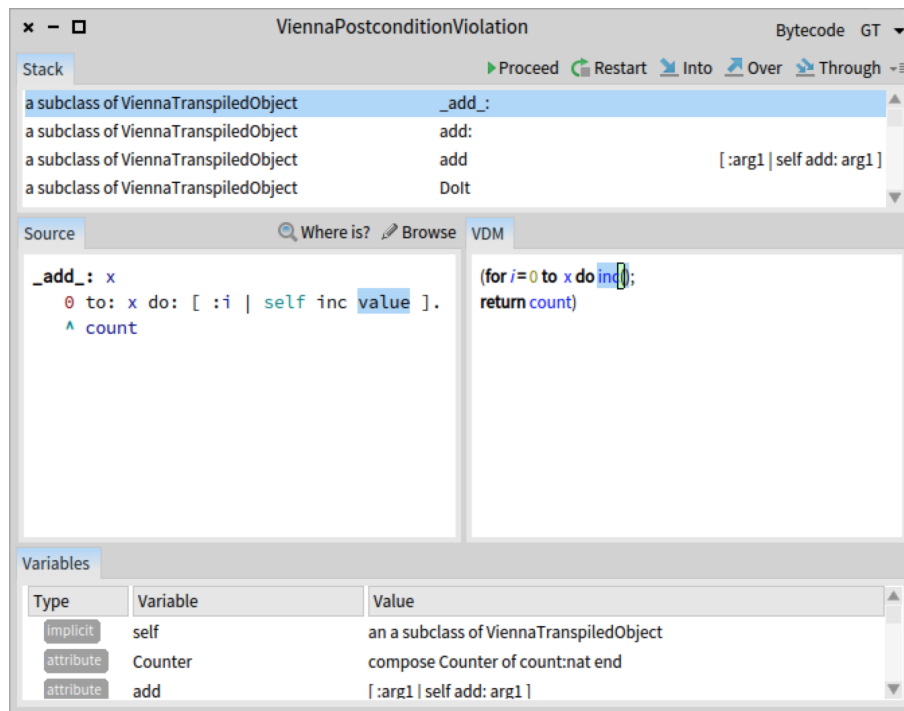 ViennaPostconditionViolation Bytecode GT
Stack Proceed Restart Into Over Through
a subclass of ViennaTranspiledObject _add_:
a subclass of ViennaTranspiledObject add:
a subclass of ViennaTranspiledObject add [ :arg1 | self add: arg1 ]
a subclass of ViennaTranspiledObject DoIt
Source Where is? Browse VDM
_add_: x
0 to: x do: [ :i | self inc value ].
^ count
(for i = 0 to x do inc();
return count)
Variables
Type Variable Value
implicit self an a subclass of ViennaTranspiledObject
attribute Counter compose Counter of count:nat end
attribute add [ :arg1 | self add: arg1 ]